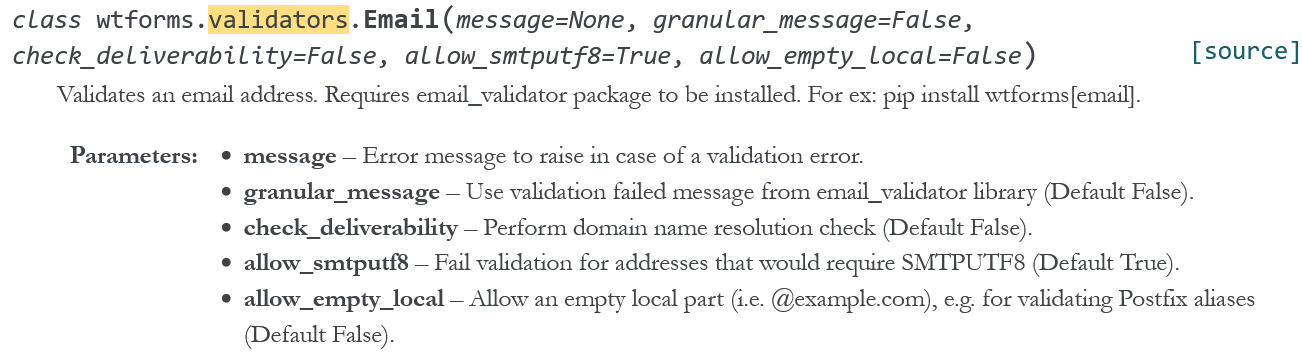 class wtforms.validators.Email(message=None, granular_message=False,
check_deliverability=False, allow_smtputf8=True, allow_empty_local=False) [source]
Validates an email address. Requires email_validator package to be installed. For ex: pip install wtforms[email].
Parameters: • message – Error message to raise in case of a validation error.
• granular_message – Use validation failed message from email_validator library (Default False).
• check_deliverability – Perform domain name resolution check (Default False).
• allow_smtputf8 – Fail validation for addresses that would require SMTPUTF8 (Default True).
• allow_empty_local – Allow an empty local part (i.e. @example.com), e.g. for validating Postfix aliases
(Default False).